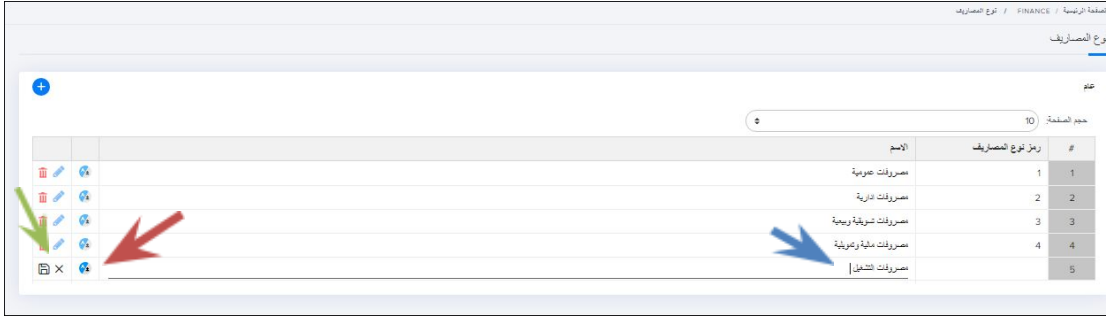 الصفحة الرئيسية / FINANCE / نوع المصاريف
نوع المصاريف
عام
حجم الصفحة: 10
# رمز نوع المصاريف الاسم
1 1 مصروفات عمومية
2 2 مصروفات ادارية
3 3 مصروفات تسويقية وبيعية
4 4 مصروفات مالية وتمويلية
5 مصروفات التشغيل